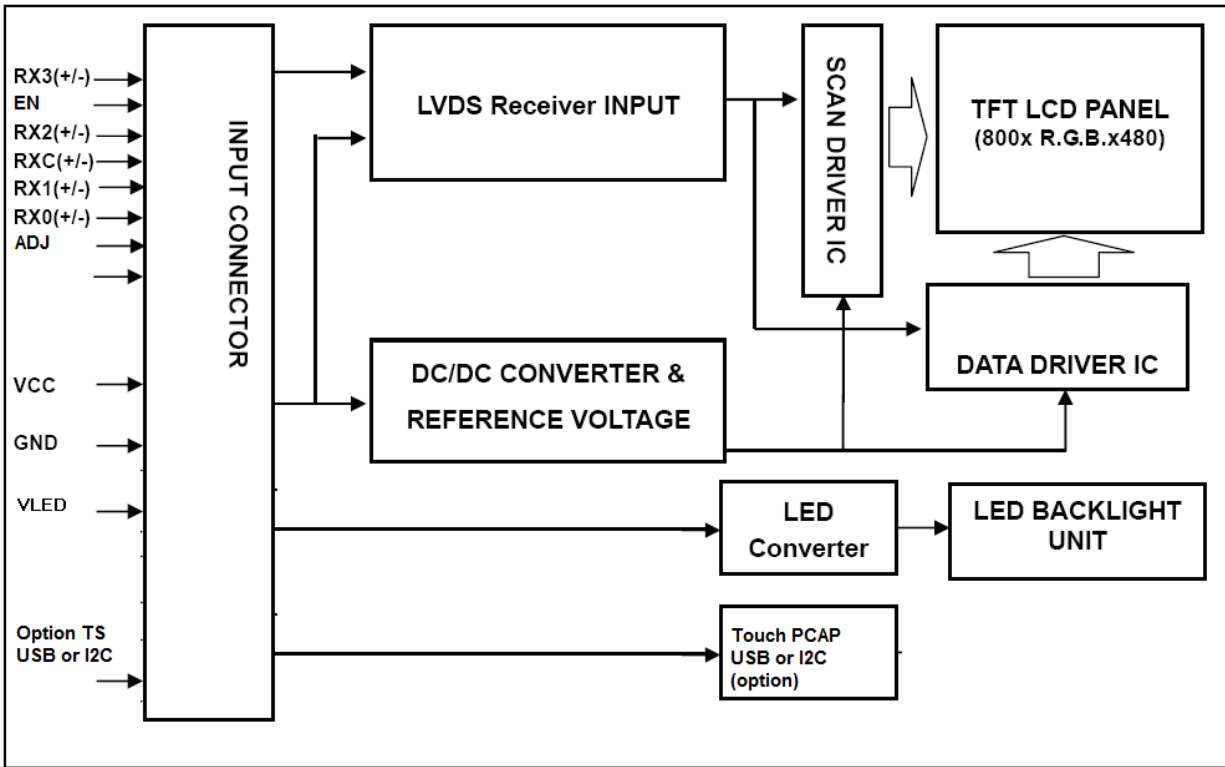 RX3(+/-)
EN
RX2(+/-)
RXC(+/-)
RX1(+/-)
RX0(+/-)
ADJ
VCC
GND
VLED
Option TS
USB or I2C
INPUT CONNECTOR
LVDS Receiver INPUT
SCAN DRIVER IC
TFT LCD PANEL
(800x R.G.B.x480)
DATA DRIVER IC
DC/DC CONVERTER &
REFERENCE VOLTAGE
LED
Converter
LED BACKLIGHT
UNIT
Touch PCAP
USB or I2C
(option)